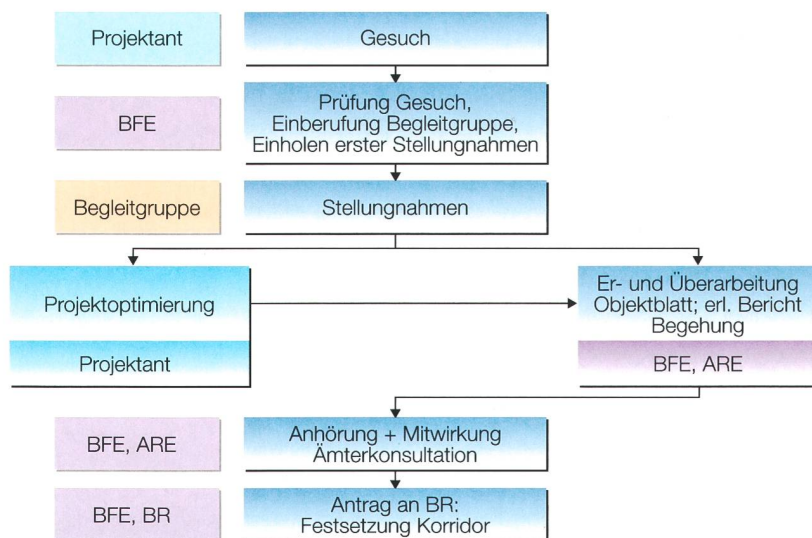 Projektant
Gesuch
BFE
Prüfung Gesuch,
Einberufung Begleitgruppe,
Einholen erster Stellungnahmen
Begleitgruppe
Stellungnahmen
Projektoptimierung
Projektant
Er- und Überarbeitung
Objektblatt; erl. Bericht
Begehung
BFE, ARE
BFE, ARE
Anhörung + Mitwirkung
Ämterkonsultation
BFE, BR
Antrag an BR:
Festsetzung Korridor